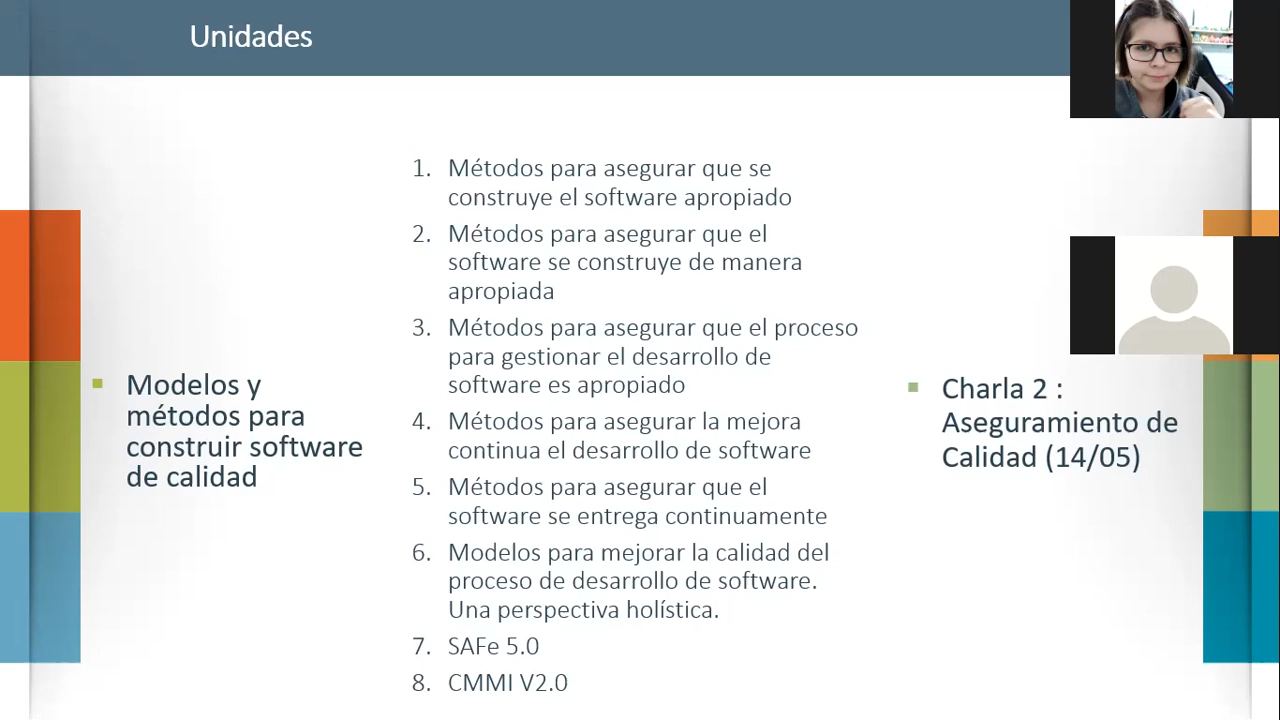 Unidades
Modelos y
métodos para
construir software
de calidad
1. Métodos para asegurar que se
construye el software apropiado
2. Métodos para asegurar que el
software se construye de manera
apropiada
3. Métodos para asegurar que el proceso
para gestionar el desarrollo de
software es apropiado
4. Métodos para asegurar la mejora
continua el desarrollo de software
5. Métodos para asegurar que el
software se entrega continuamente
6. Modelos para mejorar la calidad del
proceso de desarrollo de software.
Una perspectiva holística.
7. SAFe 5.0
8. CMMI V2.0
Charla 2 :
Aseguramiento de
Calidad (14/05)